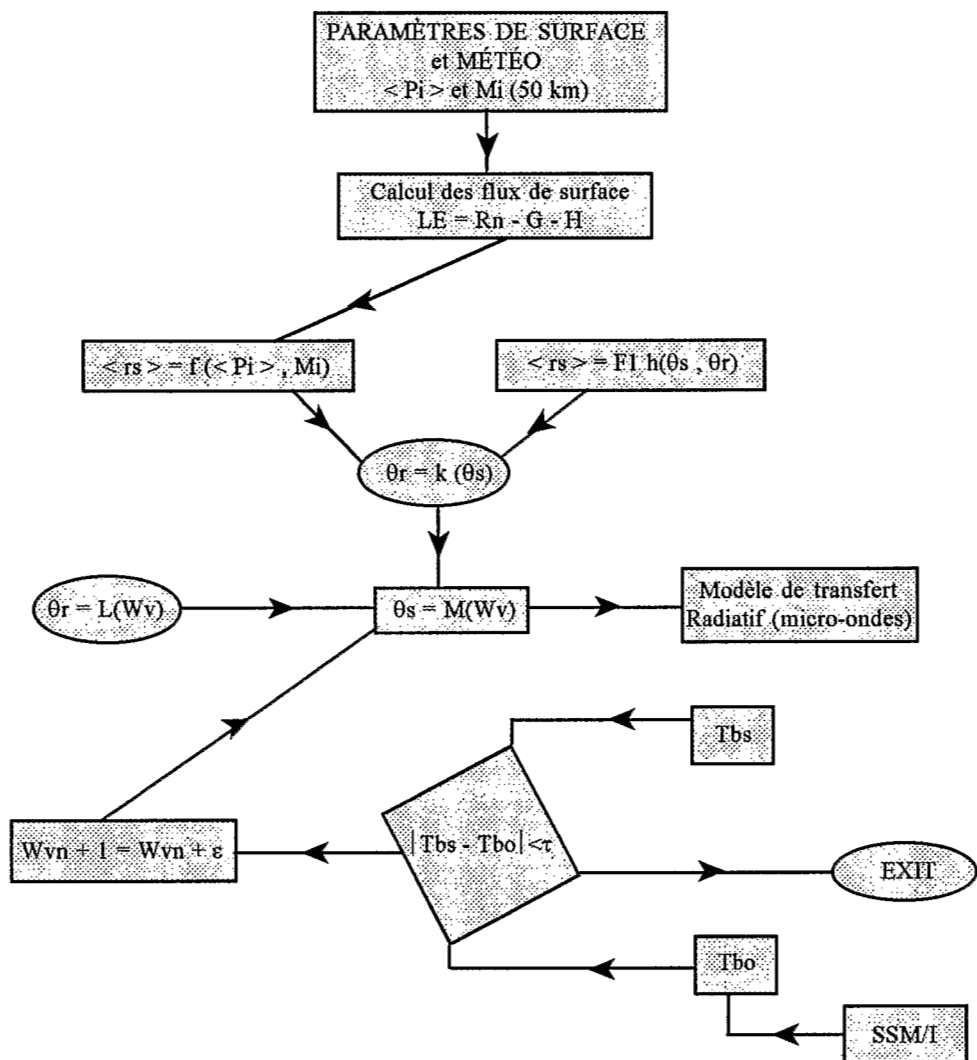 PARAMÈTRES DE SURFACE
et MÉTÉO
< Pi > et Mi (50 km)
Calcul des flux de surface
LE = Rn - G - H
< rs > = f (< Pi > , Mi)
< rs > = F1 h(θs , θr)
θr = k (θs)
θr = L(Wv)
θs = M(Wv)
Modèle de transfert
Radiatif (micro-ondes)
Tbs
Wvn + 1 = Wvn + ε
|Tbs - Tbo| <τ
EXIT
Tbo
SSM/I